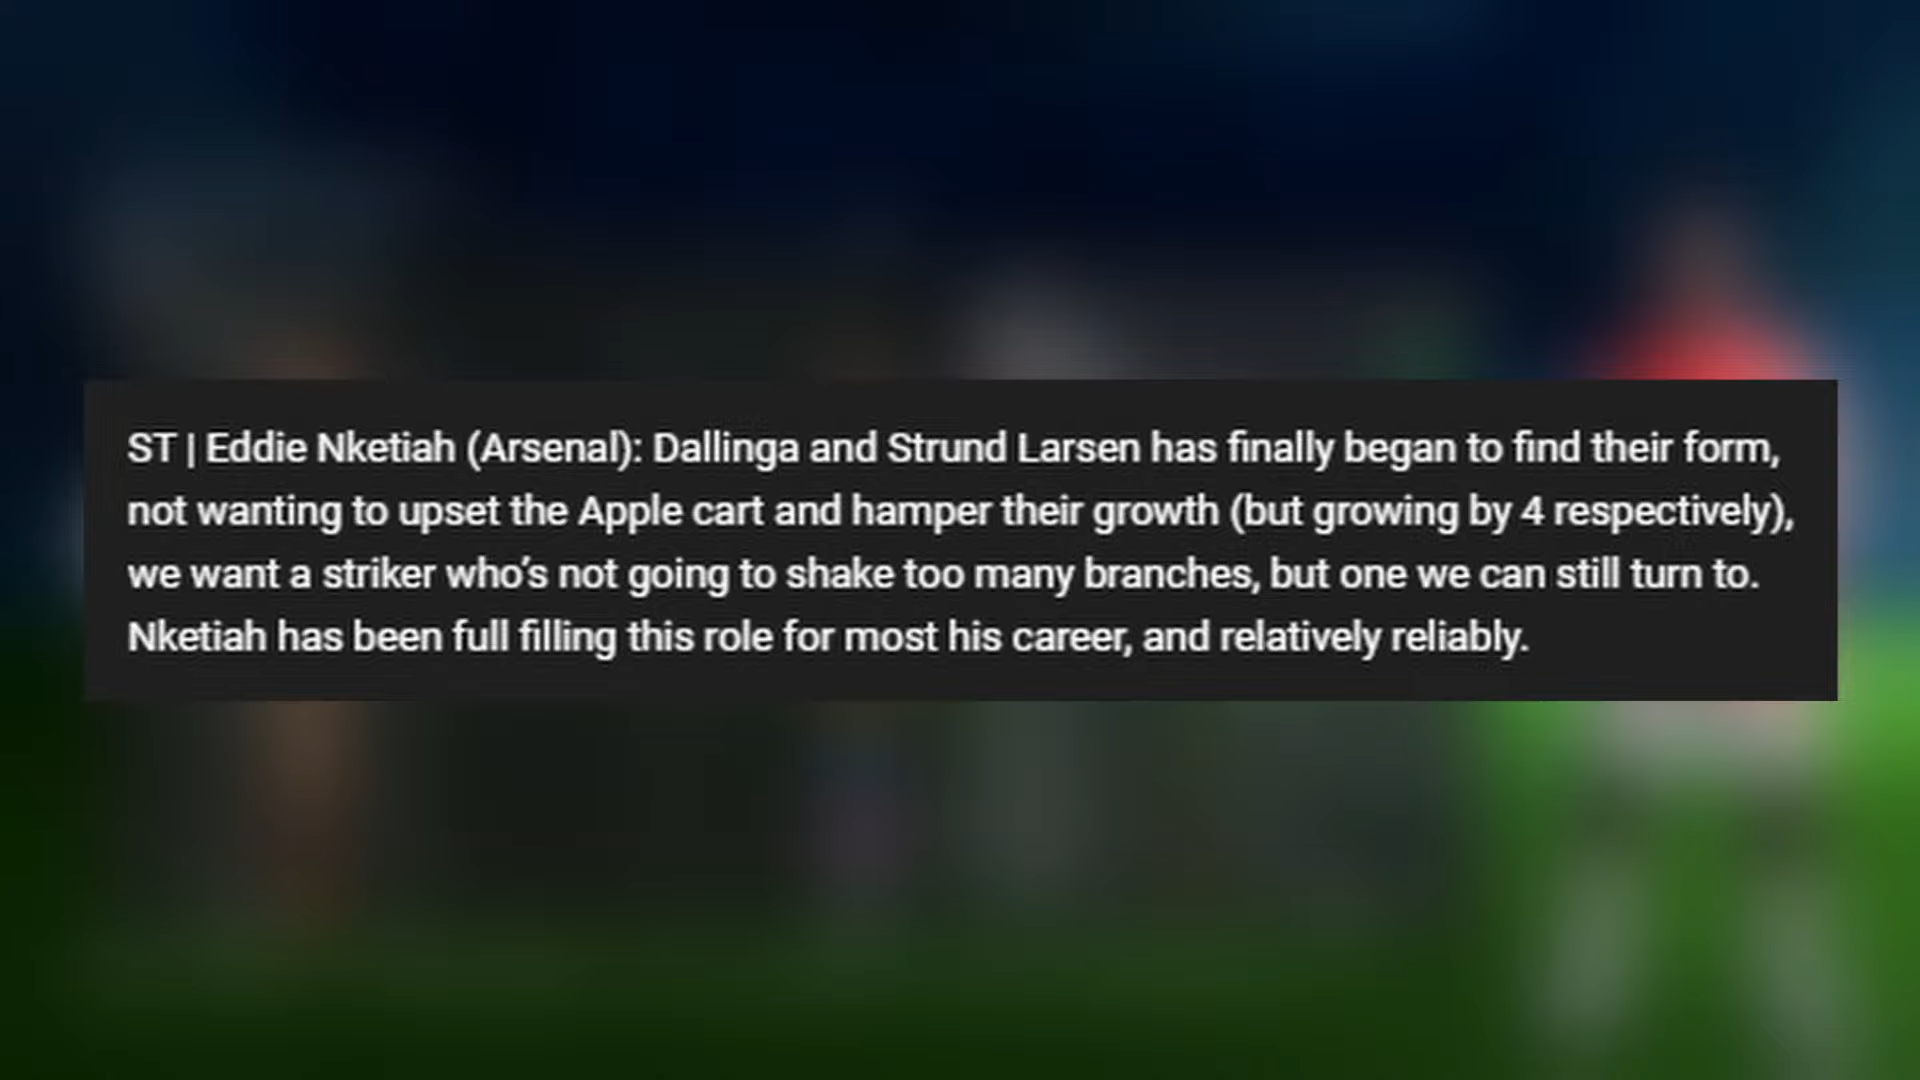 ST | Eddie Nketiah (Arsenal): Dallinga and Strund Larsen has finally began to find their form,
not wanting to upset the Apple cart and hamper their growth (but growing by 4 respectively),
we want a striker who’s not going to shake too many branches, but one we can still turn to.
Nketiah has been full filling this role for most his career, and relatively reliably.